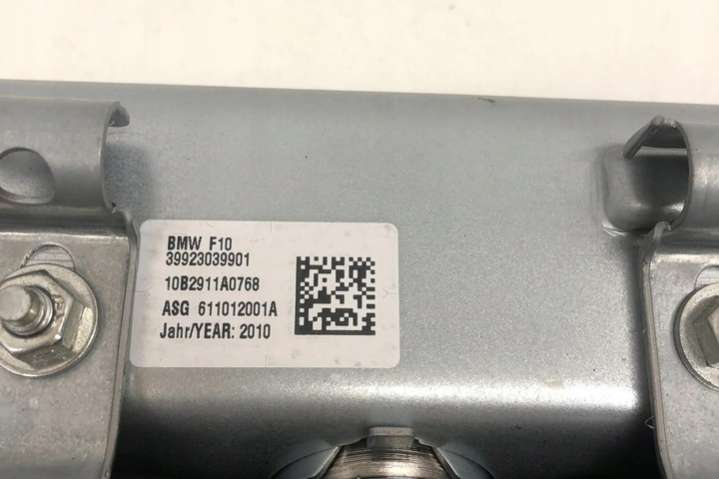 BMW F10
39923039901
10B2911A0768
ASG 611012001A
Jahr/YEAR: 2010